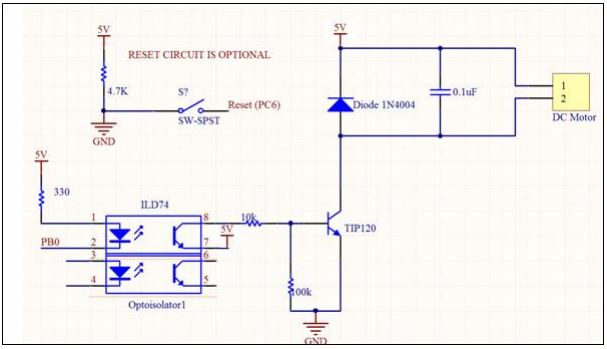 5V
RESET CIRCUIT IS OPTIONAL
4.7K
S?
Reset (PC6)
SW-SPST
GND
5V
Diode 1N4004
0.1uF
1
2
DC Motor
5V
330
ILD74
1
8
10k
5V
PB0
2
7
3
6
4
5
Optoisolator1
TIP120
100k
GND